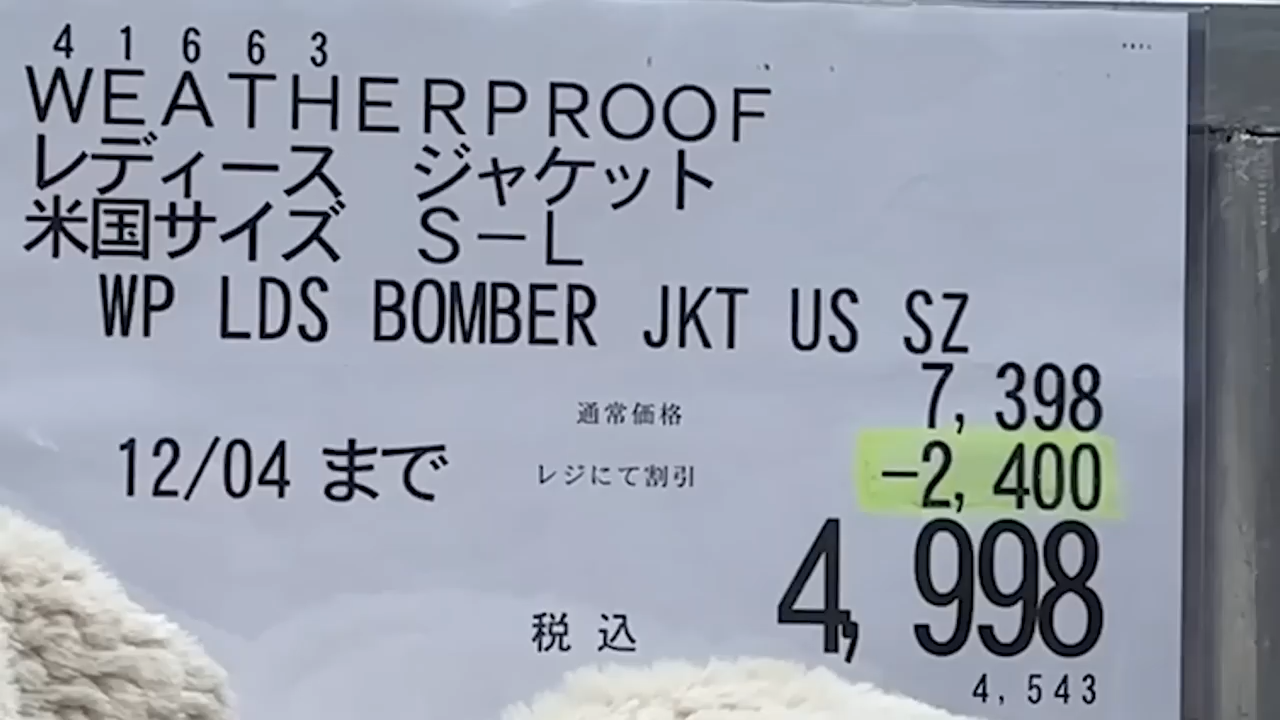 41663
WEATHERPROOF
レディース ジャケット
米国サイズ S-L
WP LDS BOMBER JKT US SZ
通常価格 7,398
12/04 まで レジにて割引 -2,400
税込 4,998
4,543